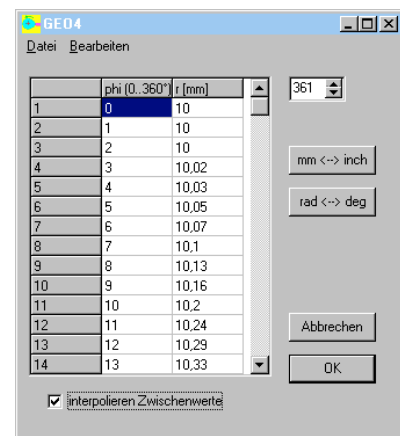 GEO4
Datei Bearbeiten
phi (0..360°) r [mm]
1 0 10
2 1 10
3 2 10
4 3 10,02
5 4 10,03
6 5 10,05
7 6 10,07
8 7 10,1
9 8 10,13
10 9 10,16
11 10 10,2
12 11 10,24
13 12 10,29
14 13 10,33
361
mm <--> inch
rad <--> deg
Abbrechen
OK
interpolieren Zwischenwerte